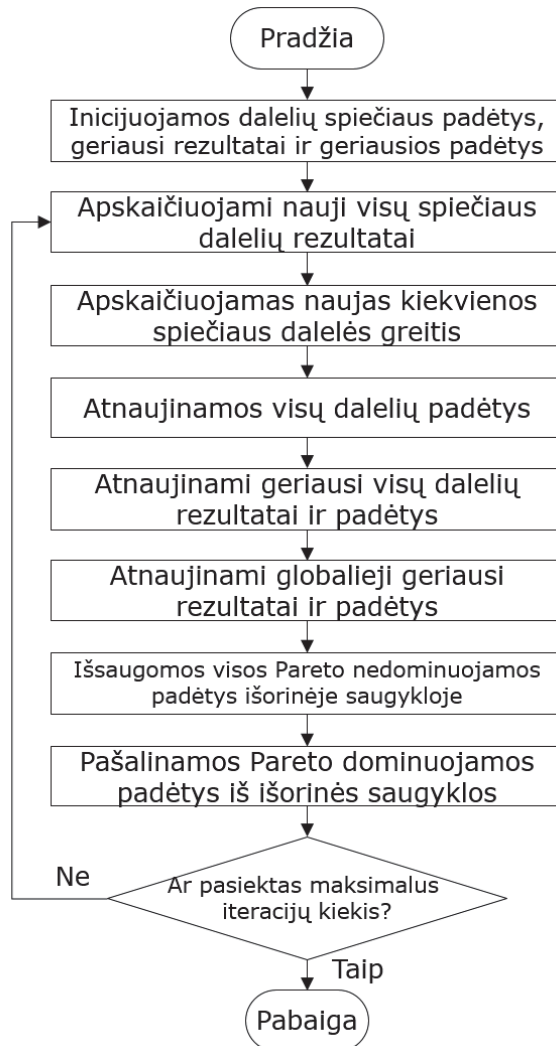 Pradžia
Inicijuojamos dalelių spiečiaus padėtys,
geriausi rezultatai ir geriausios padėtys
Apskaičiuojami nauji visų spiečiaus
dalelių rezultatai
Apskaičiuojamas naujas kiekvienos
spiečiaus dalelės greitis
Atnaujinamos visų dalelių padėtys
Atnaujinami geriausi visų dalelių
rezultatai ir padėtys
Atnaujinami globalieji geriausi
rezultatai ir padėtys
Išsaugomos visos Pareto nedominuojamos
padėtys išorinėje saugykloje
Pašalinamos Pareto dominuojamos
padėtys iš išorinės saugyklos
Ne
Ar pasiektas maksimalus
iteracijų kiekis?
Taip
Pabaiga